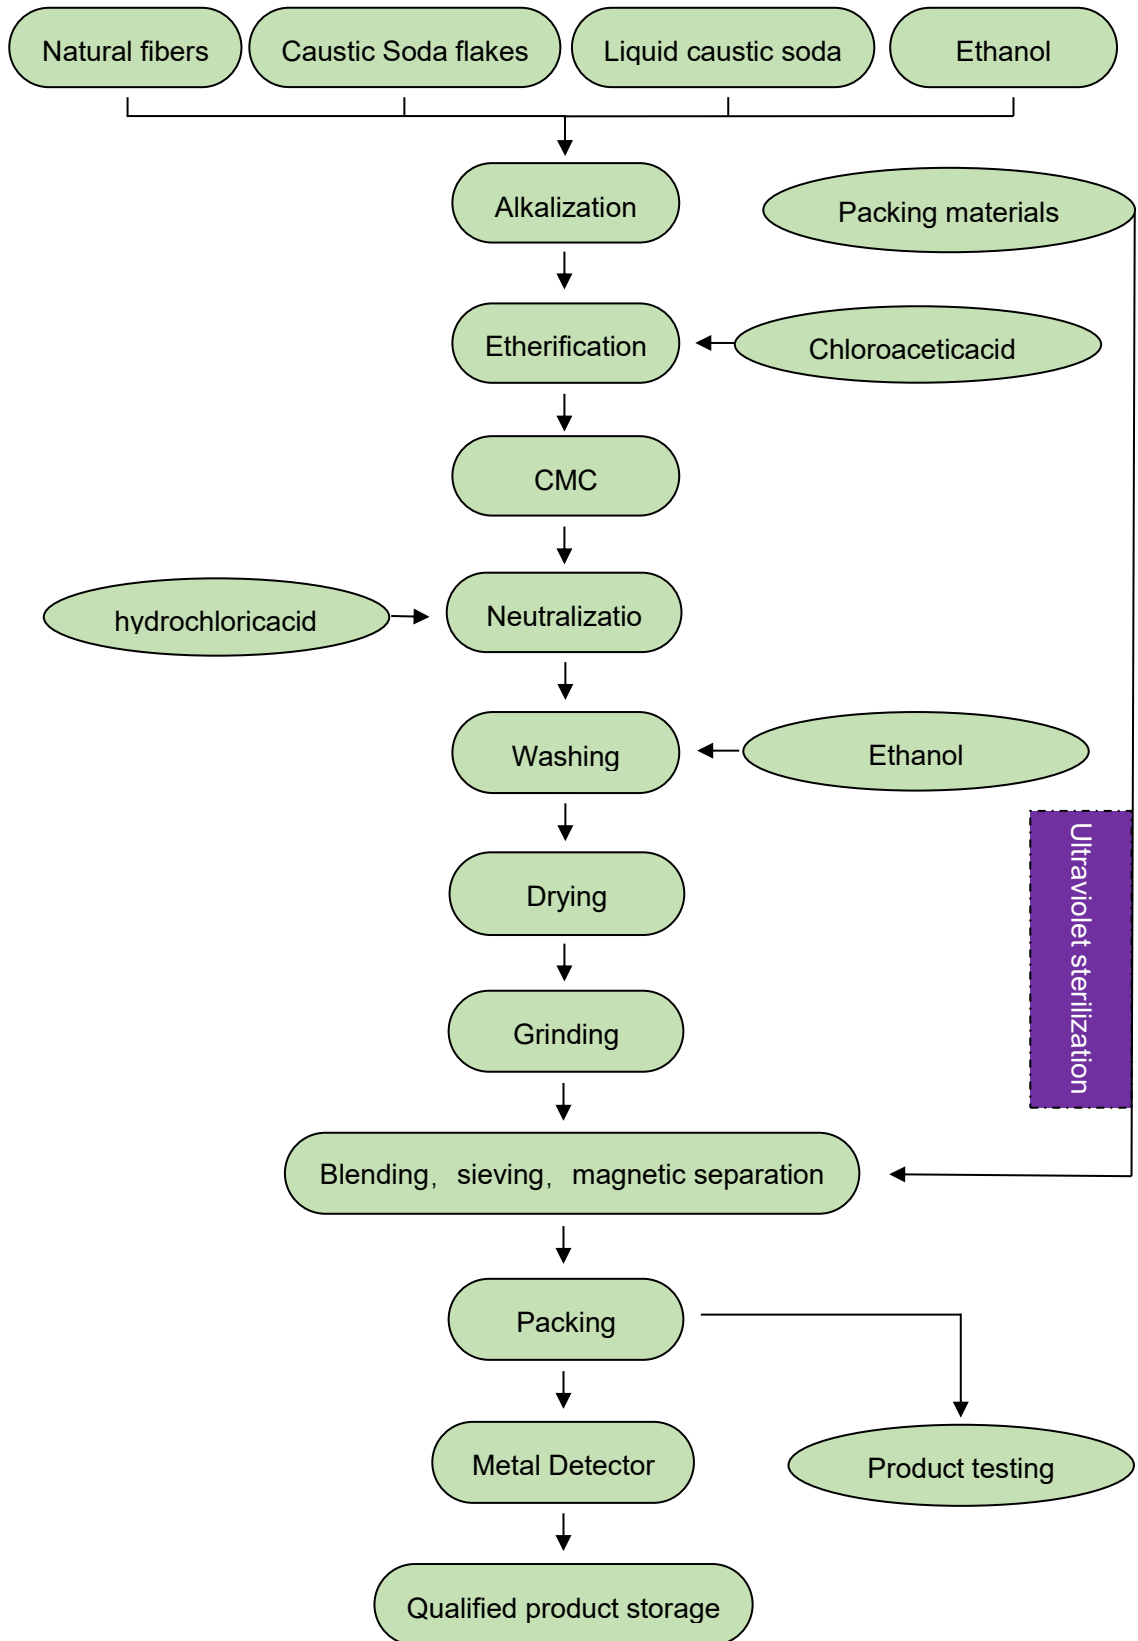 Natural fibers
Caustic Soda flakes
Liquid caustic soda
Ethanol
Alkalization
Packing materials
Etherification
Chloroaceticacid
CMC
hydrochloricacid
Neutralizatio
Washing
Ethanol
Drying
Ultraviolet sterilization
Grinding
Blending，sieving，magnetic separation
Packing
Metal Detector
Product testing
Qualified product storage